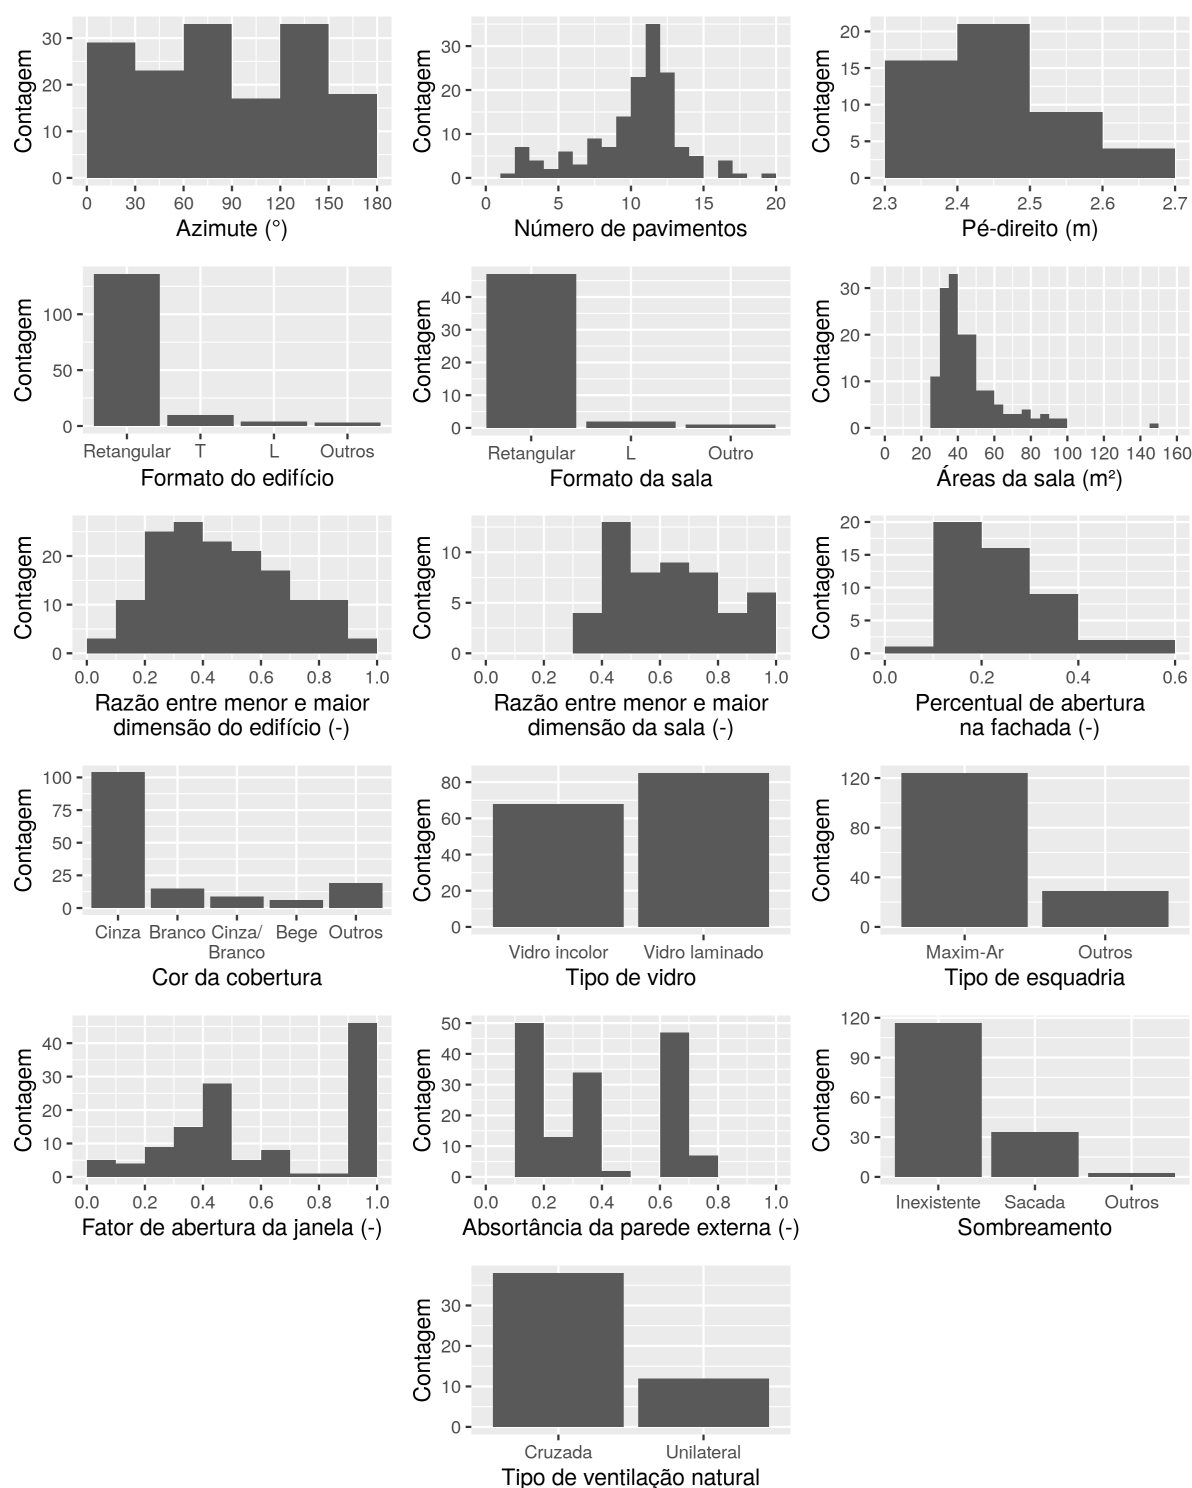 Contagem
30
20
10
0
0 30 60 90 120 150 180
Azimute (°)
Contagem
30
20
10
0
0 5 10 15 20
Número de pavimentos
Contagem
20
15
10
5
0
2.3 2.4 2.5 2.6 2.7
Pé-direito (m)
Contagem
100
50
0
Retangular T L Outros
Formato do edifício
Contagem
40
30
20
10
0
Retangular L Outro
Formato da sala
Contagem
30
20
10
0
0 20 40 60 80 100 120 140 160
Áreas da sala (m²)
Contagem
20
10
0
0.0 0.2 0.4 0.6 0.8 1.0
Razão entre menor e maior
dimensão do edifício (-)
Contagem
10
5
0
0.0 0.2 0.4 0.6 0.8 1.0
Razão entre menor e maior
dimensão da sala (-)
Contagem
20
15
10
5
0
0.0 0.2 0.4 0.6
Percentual de abertura
na fachada (-)
Contagem
100
75
50
25
0
Cinza Branco Cinza/ Bege Outros
Branco
Cor da cobertura
Contagem
80
60
40
20
0
Vidro incolor Vidro laminado
Tipo de vidro
Contagem
120
80
40
0
Maxim-Ar Outros
Tipo de esquadria
Contagem
40
30
20
10
0
0.0 0.2 0.4 0.6 0.8 1.0
Fator de abertura da janela (-)
Contagem
50
40
30
20
10
0
0.0 0.2 0.4 0.6 0.8 1.0
Absortância da parede externa (-)
Contagem
120
90
60
30
0
Inexistente Sacada Outros
Sombreamento
Contagem
30
20
10
0
Cruzada Unilateral
Tipo de ventilação natural